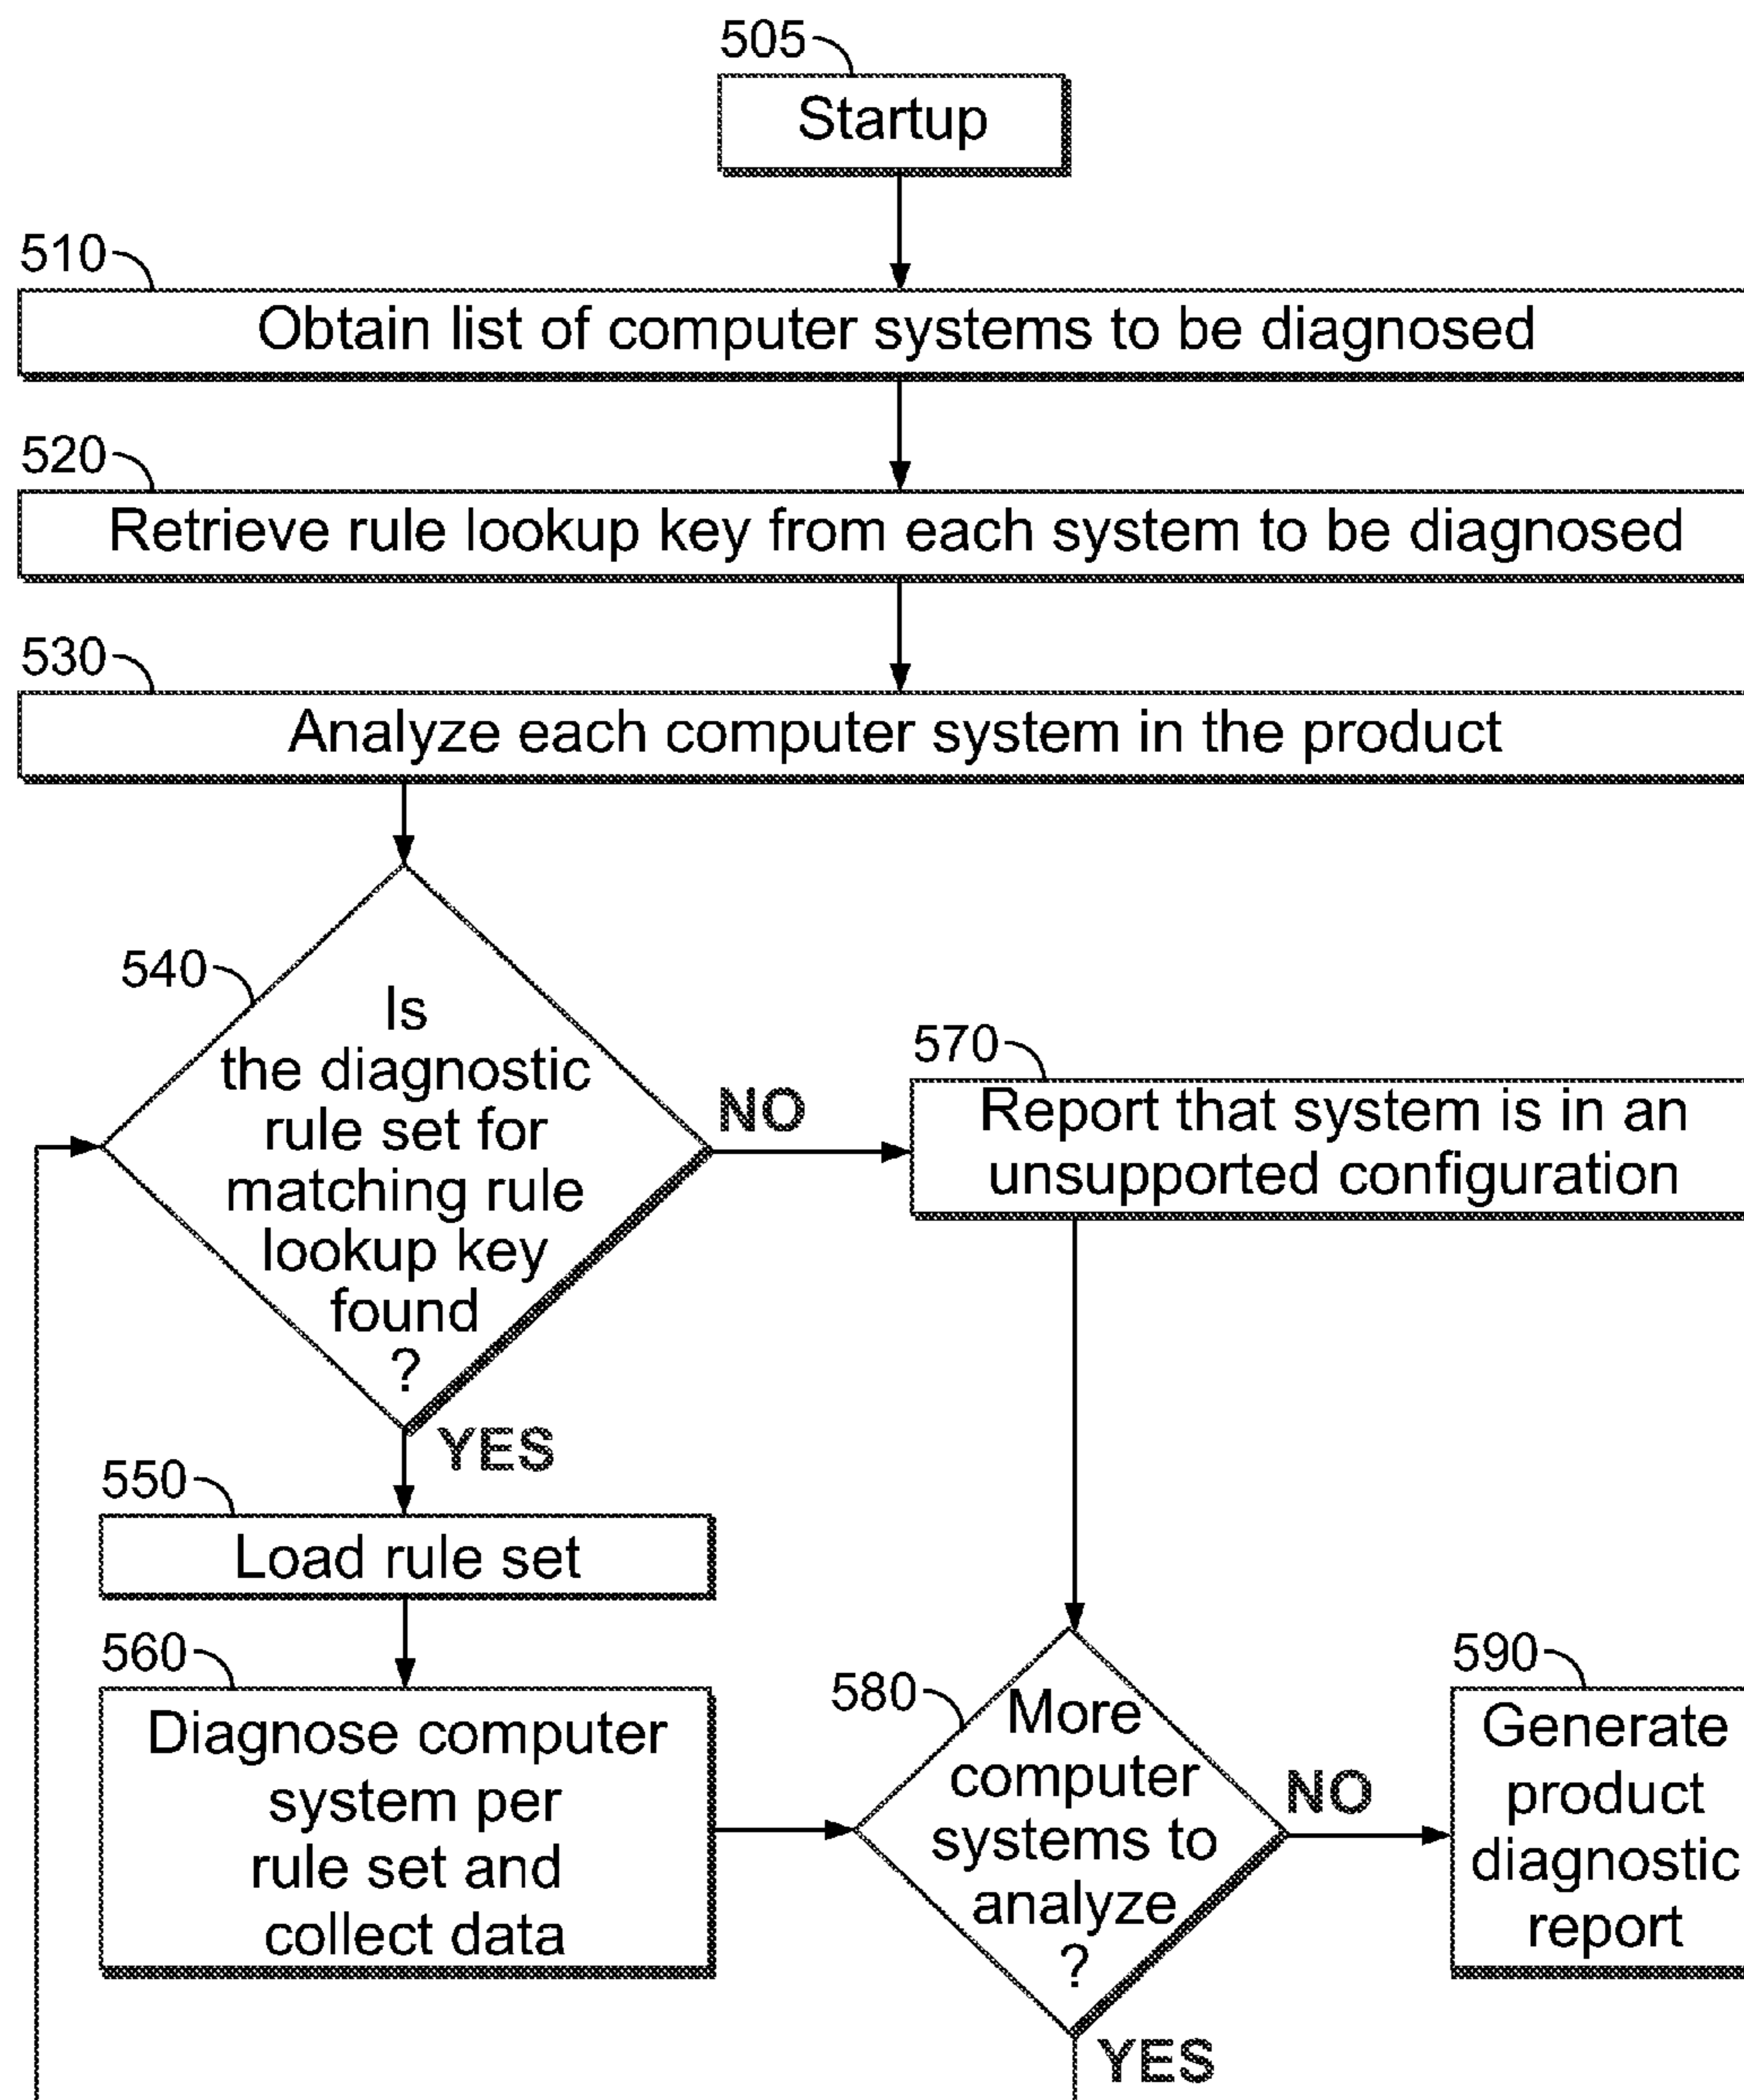 505
Startup
510
Obtain list of computer systems to be diagnosed
520
Retrieve rule lookup key from each system to be diagnosed
530
Analyze each computer system in the product
540
Is
the diagnostic
rule set for
matching rule
lookup key
found
?
NO
570
Report that system is in an
unsupported configuration
YES
550
Load rule set
560
Diagnose computer
system per
rule set and
collect data
580
More
computer
systems to
analyze
?
NO
590
Generate
product
diagnostic
report
YES